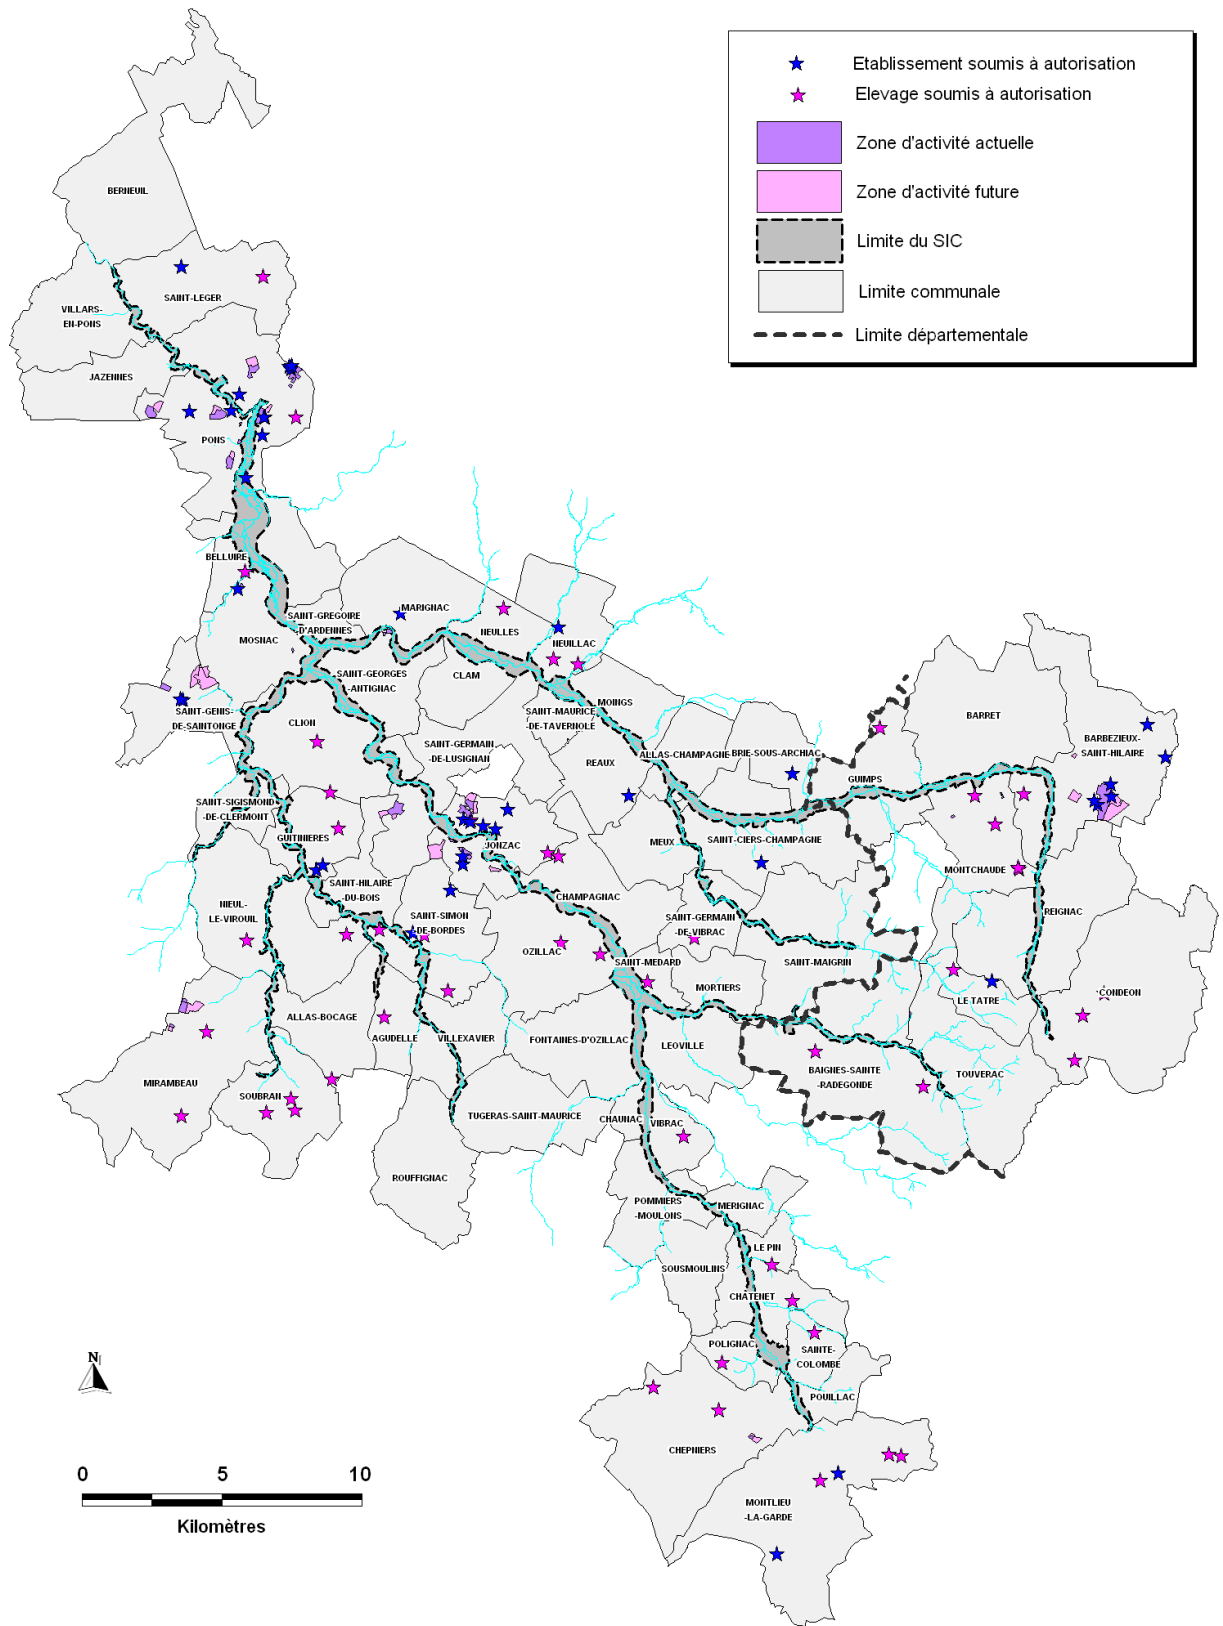 Etablissement soumis à autorisation
Elevage soumis à autorisation
Zone d'activité actuelle
Zone d'activité future
Limite du SIC
Limite communale
Limite départementale
BERNEUIL
SAINT-LEGER
VILLARS-
EN-PONS
JAZENNES
PONS
BELLUIRE
SAINT-GREGOIRE
-D'ARDENNES
MARIGNAC
NEULLES
NEUILLAC
MOSNAC
SAINT-GEORGES
-ANTIGNAC
CLAM
SAINT-GENIS-
DE-SAINTONGE
CLION
SAINT-MAURICE
-DE-TAVERNOLE
MOINGS
SAINT-GERMAIN
-DE-LUSIGNAN
REAUX
ALLAS-CHAMPAGNE
BRIE-SOUS-ARCHIAC
BARRET
BARBEZIEUX-
SAINT-HILAIRE
GUIMPS
SAINT-SIGISMOND
-DE-CLERMONT
GUITINIERES
JONZAC
MEUX
SAINT-CIERS-CHAMPAGNE
MONTCHAUDE
SAINT-HILAIRE
-DU-BOIS
CHAMPAGNAC
NIEUL-
LE-VIROUIL
SAINT-SIMON
-DE-BORDES
SAINT-GERMAIN
-DE-VIBRAC
REIGNAC
OZILLAC
SAINT-MEDARD
SAINT-MAIGRIN
MORTIERS
LE TATRE
CONDEON
ALLAS-BOCAGE
AGUDELLE
VILLEXAVIER
FONTAINES-D'OZILLAC
LEOVILLE
BAIGNES-SAINTE
-RADEGONDE
TOUVERAC
MIRAMBEAU
SOUBRAN
TUGERAS-SAINT-MAURICE
CHAUNAC
VIBRAC
ROUFFIGNAC
POMMIERS
-MOULONS
MERIGNAC
LE PIN
SOUSMOULINS
CHATENET
POLIGNAC
SAINTE-
COLOMBE
POUILLAC
CHEPNIERS
MONTLIEU
-LA-GARDE
N
0 5 10
Kilomètres